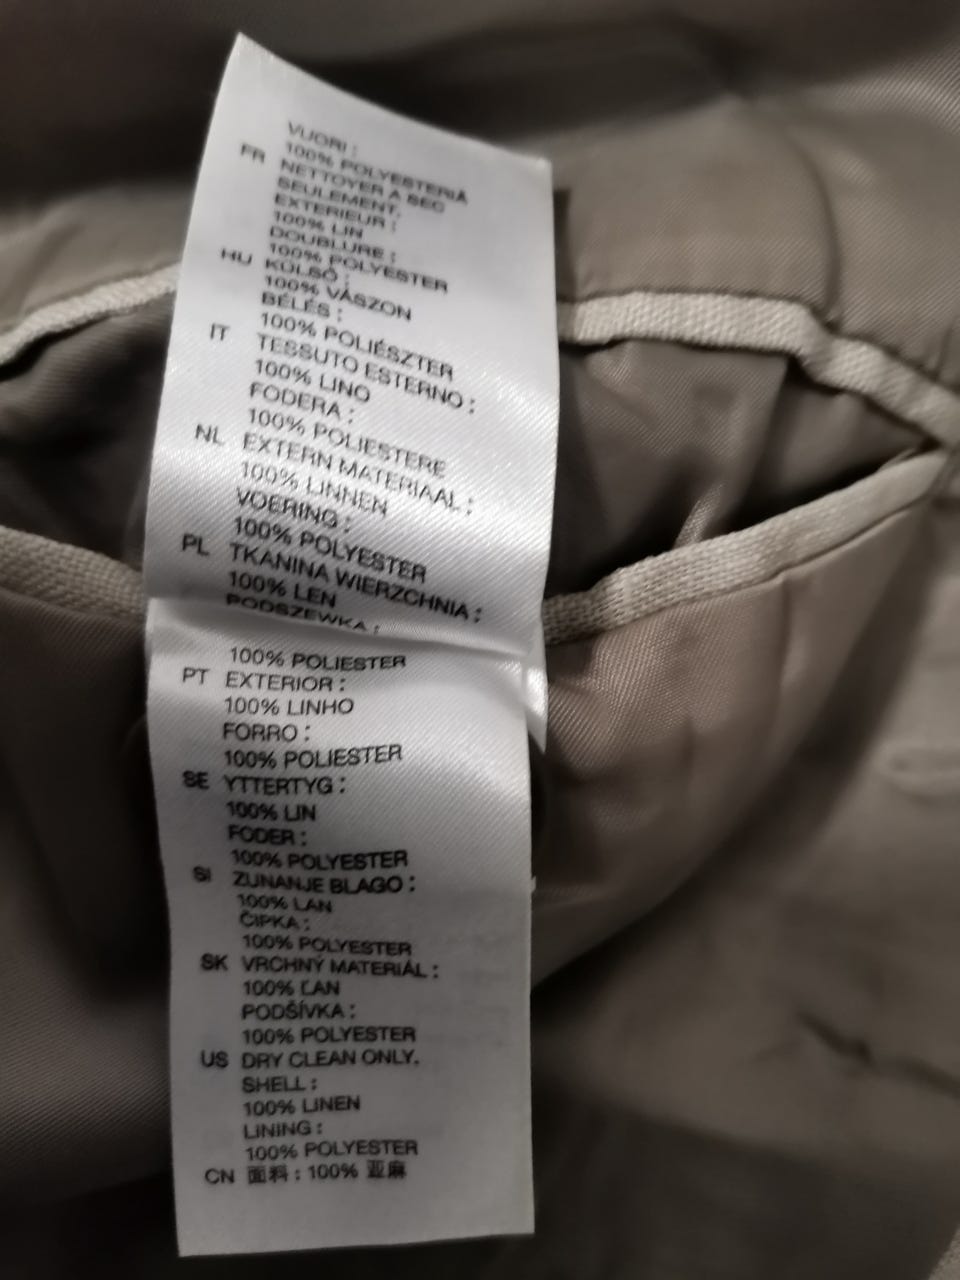 VUORI :
100% POLYESTERIÄ
FR NETTOYER A SEC
SEULEMENT.
EXTERIEUR :
100% LIN
DOUBLURE :
100% POLYESTER
HU KÜLSŐ :
100% VÁSZON
BÉLÉS :
100% POLIÉSZTER
IT TESSUTO ESTERNO :
100% LINO
FODERA :
100% POLIESTERE
NL EXTERN MATERIAAL :
100% LINNEN
VOERING :
100% POLYESTER
PL TKANINA WIERZCHNIA :
100% LEN
PODSZEWKA :
100% POLIESTER
PT EXTERIOR :
100% LINHO
FORRO :
100% POLIESTER
SE YTTERTYG :
100% LIN
FODER :
100% POLYESTER
SI ZUNANJE BLAGO :
100% LAN
ČIPKA :
100% POLYESTER
SK VRCHNÝ MATERIÁL :
100% ĽAN
PODŠÍVKA :
100% POLYESTER
US DRY CLEAN ONLY.
SHELL :
100% LINEN
LINING :
100% POLYESTER
CN 面料 : 100% 亚麻